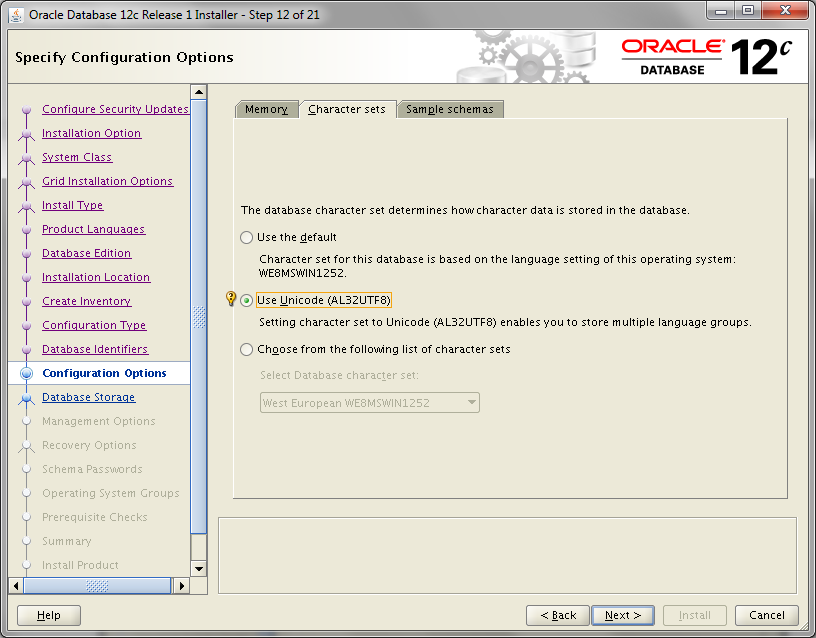 Oracle Database 12c Release 1 Installer - Step 12 of 21
Specify Configuration Options
ORACLE
DATABASE
12c
Configure Security Updates
Installation Option
System Class
Grid Installation Options
Install Type
Product Languages
Database Edition
Installation Location
Create Inventory
Configuration Type
Database Identifiers
Configuration Options
Database Storage
Management Options
Recovery Options
Schema Passwords
Operating System Groups
Prerequisite Checks
Summary
Install Product
Memory
Character sets
Sample schemas
The database character set determines how character data is stored in the database.
Use the default
Character set for this database is based on the language setting of this operating system:
WE8MSWIN1252.
Use Unicode (AL32UTF8)
Setting character set to Unicode (AL32UTF8) enables you to store multiple language groups.
Choose from the following list of character sets
Select Database character set:
West European WE8MSWIN1252
Help
< Back
Next >
Install
Cancel